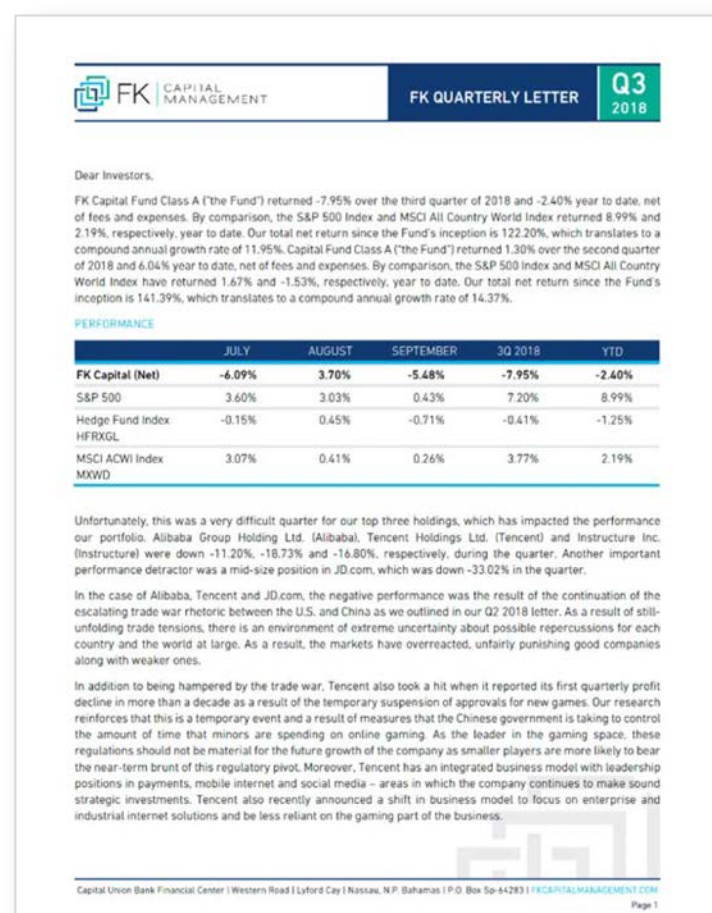 FK CAPITAL
MANAGEMENT
FK QUARTERLY LETTER
Q3
2018
Dear Investors,
FK Capital Fund Class A ("the Fund") returned -7.95% over the third quarter of 2018 and -2.40% year to date, net
of fees and expenses. By comparison, the S&P 500 Index and MSCI All Country World Index returned 8.99% and
2.19%, respectively, year to date. Our total net return since the Fund's inception is 122.20%, which translates to a
compound annual growth rate of 11.95%. Capital Fund Class A ("the Fund") returned 1.30% over the second quarter
of 2018 and 6.04% year to date, net of fees and expenses. By comparison, the S&P 500 Index and MSCI All Country
World Index have returned 1.67% and -1.53%, respectively, year to date. Our total net return since the Fund's
inception is 141.39%, which translates to a compound annual growth rate of 14.37%.
PERFORMANCE
JULY AUGUST SEPTEMBER 3Q 2018 YTD
FK Capital (Net) -6.09% 3.70% -5.48% -7.95% -2.40%
S&P 500 3.60% 3.03% 0.43% 7.20% 8.99%
Hedge Fund Index -0.15% 0.45% -0.71% -0.41% -1.25%
HFRXGL
MSCI ACWI Index 3.07% 0.41% 0.26% 3.77% 2.19%
MXWD
Unfortunately, this was a very difficult quarter for our top three holdings, which has impacted the performance
our portfolio. Alibaba Group Holding Ltd. (Alibaba), Tencent Holdings Ltd. (Tencent) and Instructure Inc.
(Instructure) were down -11.20%, -18.73% and -16.80%, respectively, during the quarter. Another important
performance detractor was a mid-size position in JD.com, which was down -33.02% in the quarter.
In the case of Alibaba, Tencent and JD.com, the negative performance was the result of the continuation of the
escalating trade war rhetoric between the U.S. and China as we outlined in our Q2 2018 letter. As a result of still-
unfolding trade tensions, there is an environment of extreme uncertainty about possible repercussions for each
country and the world at large. As a result, the markets have overreacted, unfairly punishing good companies
along with weaker ones.
In addition to being hampered by the trade war, Tencent also took a hit when it reported its first quarterly profit
decline in more than a decade as a result of the temporary suspension of approvals for new games. Our research
reinforces that this is a temporary event and a result of measures that the Chinese government is taking to control
the amount of time that minors are spending on online gaming. As the leader in the gaming space, these
regulations should not be material for the future growth of the company as smaller players are more likely to bear
the near-term brunt of this regulatory pivot. Moreover, Tencent has an integrated business model with leadership
positions in payments, mobile internet and social media – areas in which the company continues to make sound
strategic investments. Tencent also recently announced a shift in business model to focus on enterprise and
industrial internet solutions and be less reliant on the gaming part of the business.
Capital Union Bank Financial Center | Western Road | Lyford Cay | Nassau, N.P. Bahamas | P.O. Box Sp-64283 | FKCAPITALMANAGEMENT.COM
Page 1